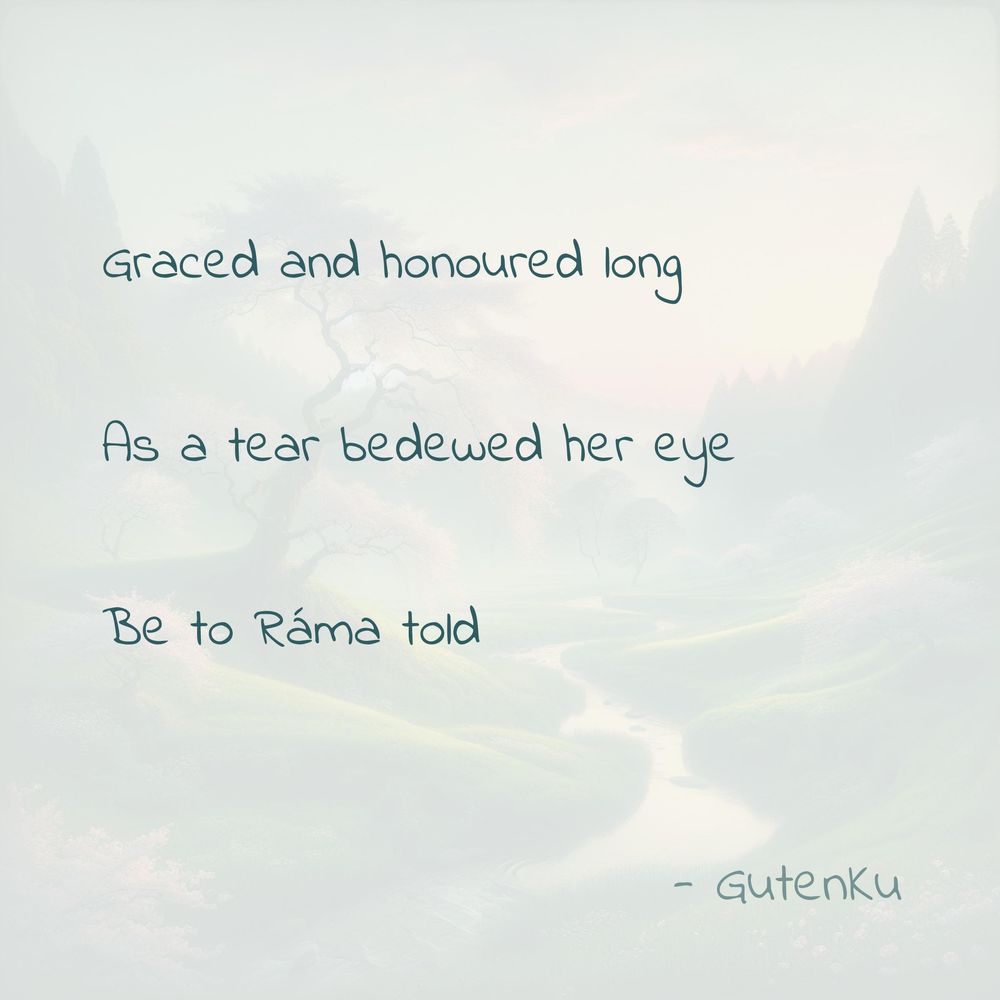 Graced and honoured long
As a tear bedewed her eye
Be to Ráma told
- GutenKu